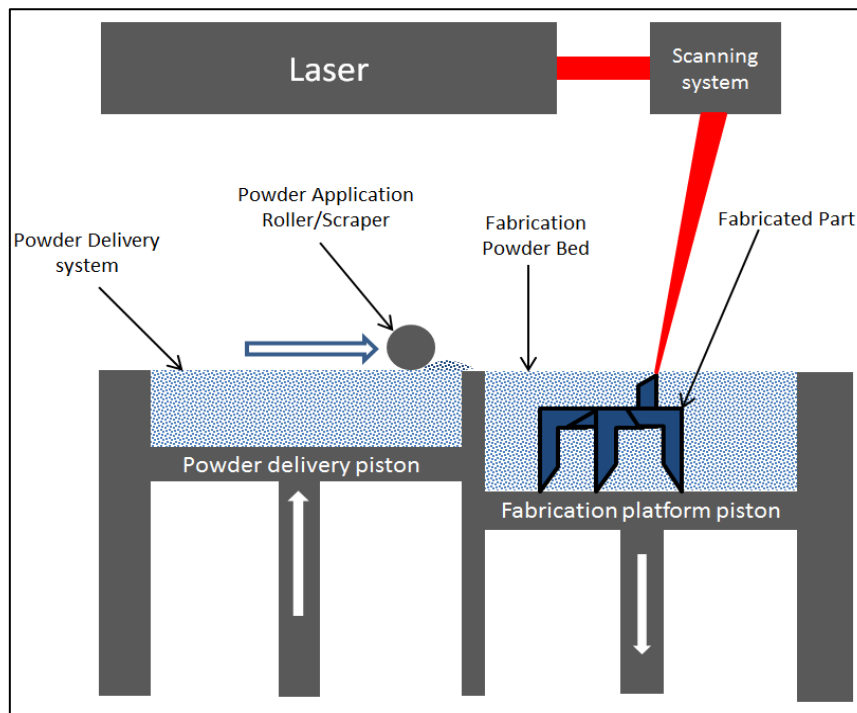 Laser
Scanning
system
Powder Application
Roller/Scraper
Fabrication
Powder Bed
Fabricated Part
Powder Delivery
system
Powder delivery piston
Fabrication platform piston